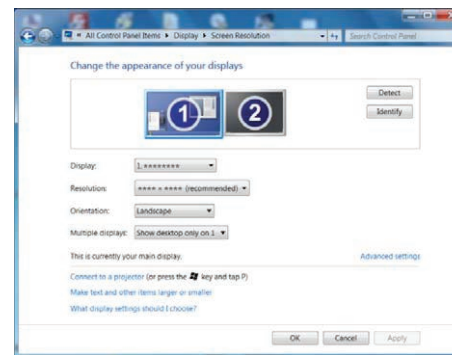 « All Control Panel Items ▸ Display ▸ Screen Resolution
Search Control Panel
Change the appearance of your displays
1
2
Detect
Identify
Display: 1. ********
Resolution: **** × **** (recommended)
Orientation: Landscape
Multiple displays: Show desktop only on 1
This is currently your main display.
Advanced settings
Connect to a projector (or press the key and tap P)
Make text and other items larger or smaller
What display settings should I choose?
OK Cancel Apply